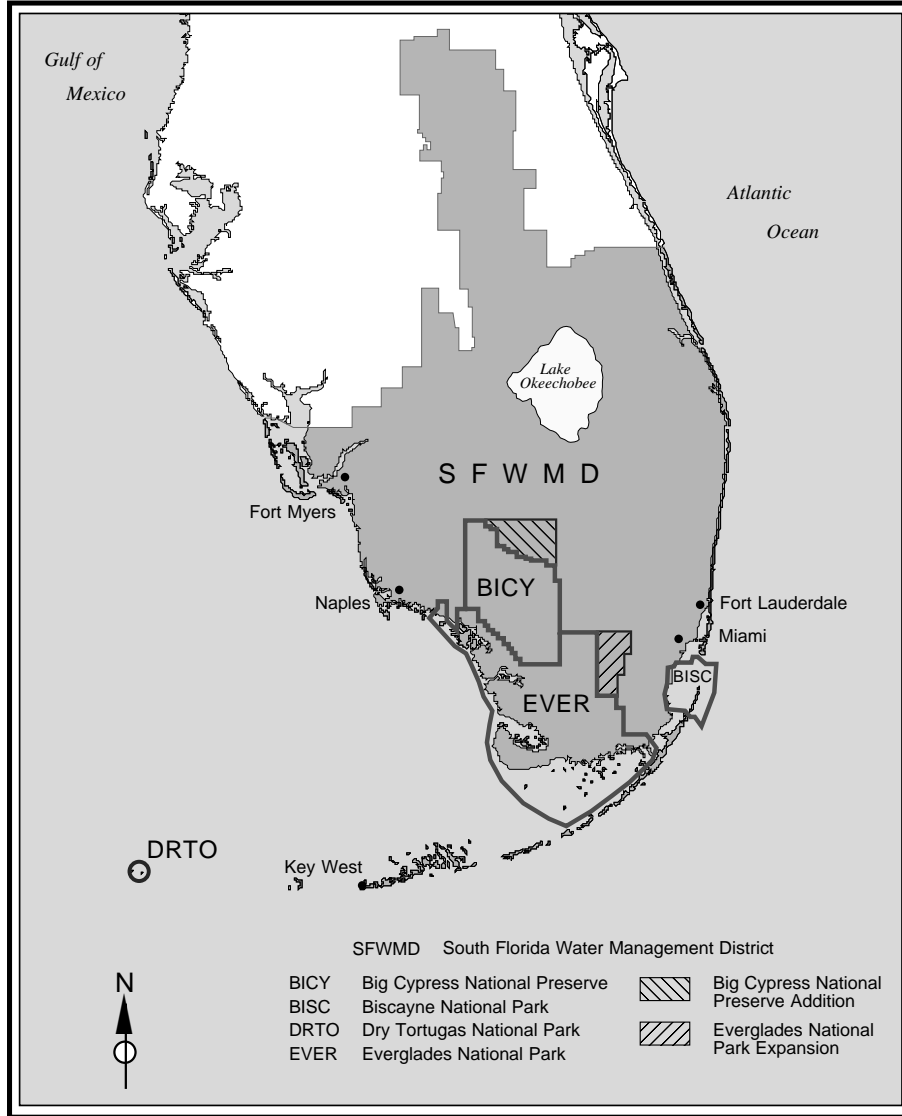 Gulf of
Mexico
Atlantic
Ocean
Lake
Okeechobee
S F W M D
Fort Myers
BICY
Naples
Fort Lauderdale
Miami
BISC
EVER
DRTO
Key West
SFWMD South Florida Water Management District
N
BICY Big Cypress National Preserve
BISC Biscayne National Park
DRTO Dry Tortugas National Park
EVER Everglades National Park
Big Cypress National
Preserve Addition
Everglades National
Park Expansion